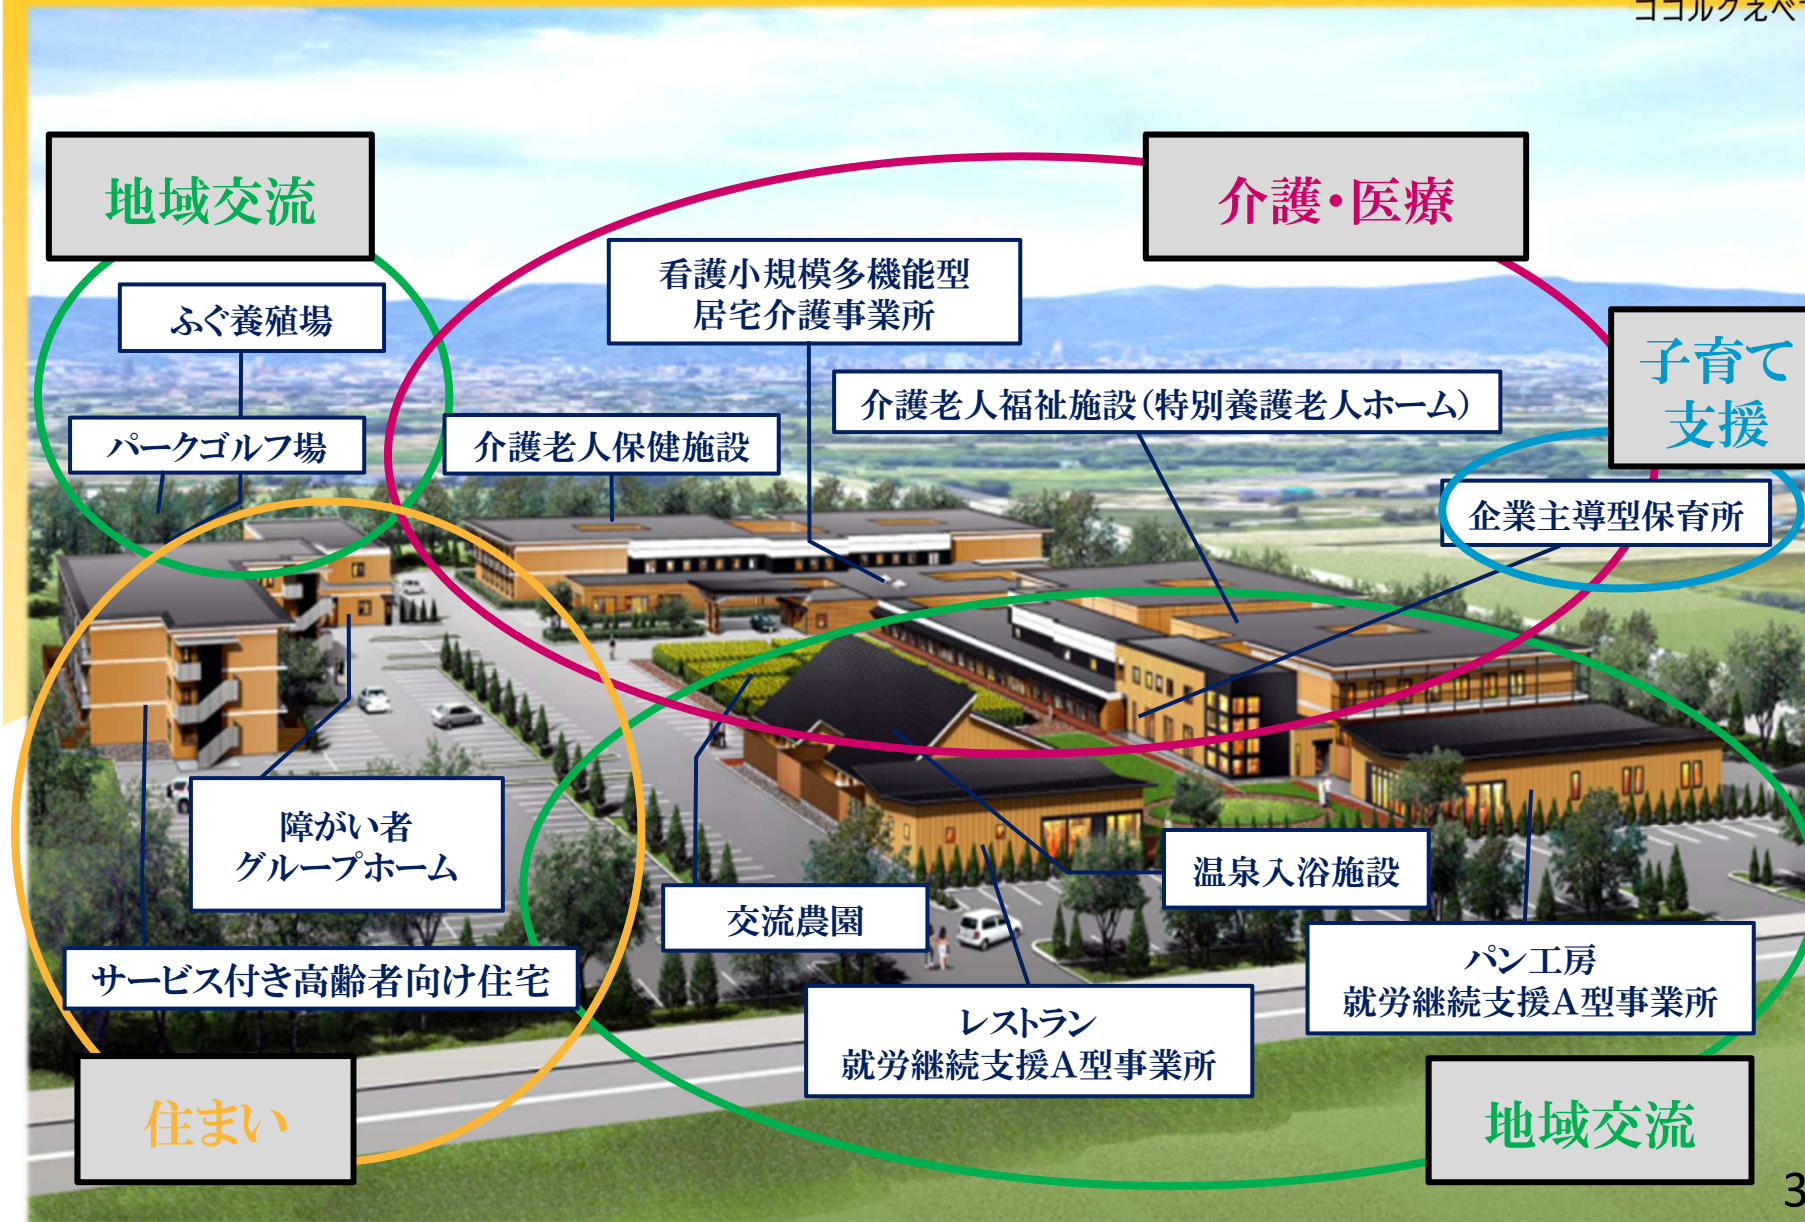 ココルクえべ
地域交流
介護・医療
看護小規模多機能型
居宅介護事業所
ふぐ養殖場
子育て
支援
介護老人福祉施設(特別養護老人ホーム)
パークゴルフ場
介護老人保健施設
企業主導型保育所
障がい者
グループホーム
温泉入浴施設
交流農園
サービス付き高齢者向け住宅
パン工房
就労継続支援A型事業所
レストラン
就労継続支援A型事業所
住まい
地域交流
3